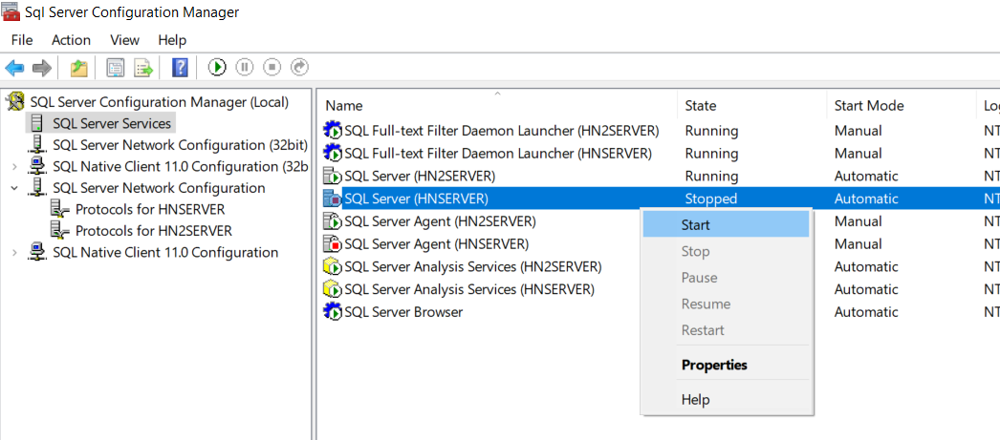 Sql Server Configuration Manager
File Action View Help
SQL Server Configuration Manager (Local)
SQL Server Services
SQL Server Network Configuration (32bit)
SQL Native Client 11.0 Configuration (32b
SQL Server Network Configuration
Protocols for HNSERVER
Protocols for HN2SERVER
SQL Native Client 11.0 Configuration
Name State Start Mode Log
SQL Full-text Filter Daemon Launcher (HN2SERVER) Running Manual NT
SQL Full-text Filter Daemon Launcher (HNSERVER) Running Manual NT
SQL Server (HN2SERVER) Running Automatic NT
SQL Server (HNSERVER) Stopped Automatic NT
SQL Server Agent (HN2SERVER) Manual NT
SQL Server Agent (HNSERVER) Manual NT
SQL Server Analysis Services (HN2SERVER) Automatic NT
SQL Server Analysis Services (HNSERVER) Automatic NT
SQL Server Browser Automatic NT
Start
Stop
Pause
Resume
Restart
Properties
Help